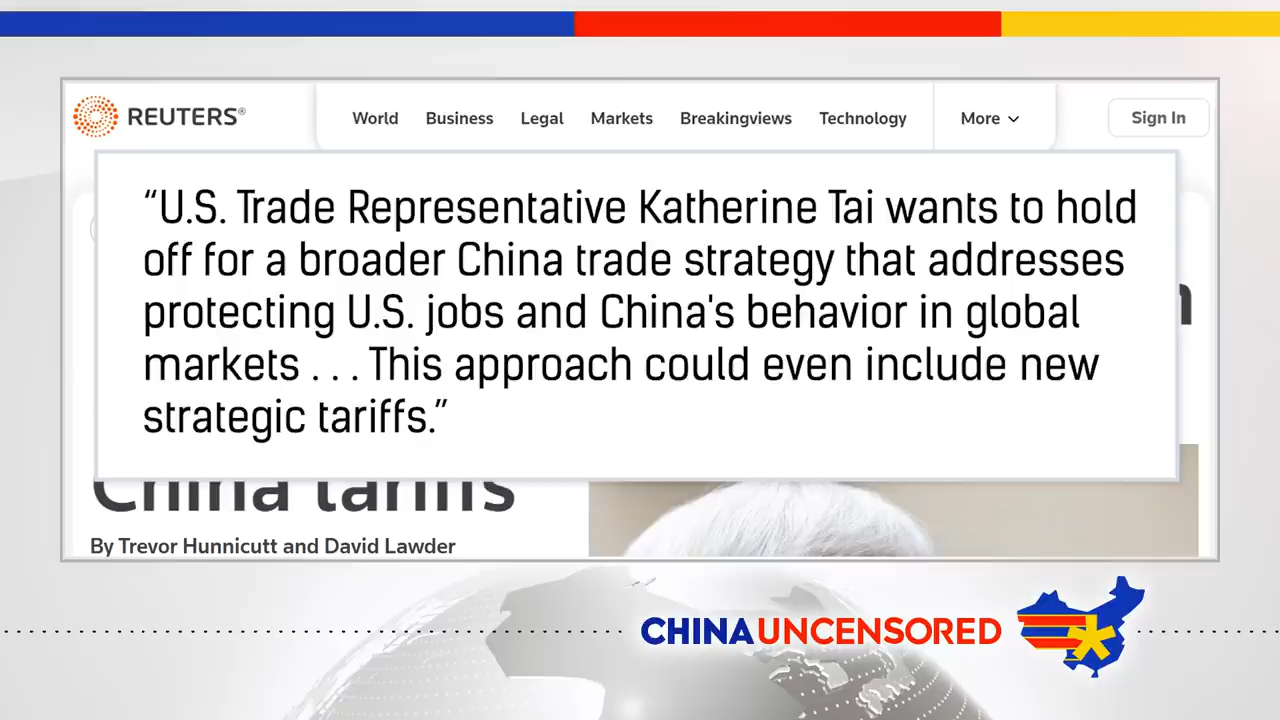 REUTERS®
World Business Legal Markets Breakingviews Technology More Sign In
“U.S. Trade Representative Katherine Tai wants to hold
off for a broader China trade strategy that addresses
protecting U.S. jobs and China's behavior in global
markets . . . This approach could even include new
strategic tariffs.”
China tariffs
By Trevor Hunnicutt and David Lawder
CHINA UNCENSORED